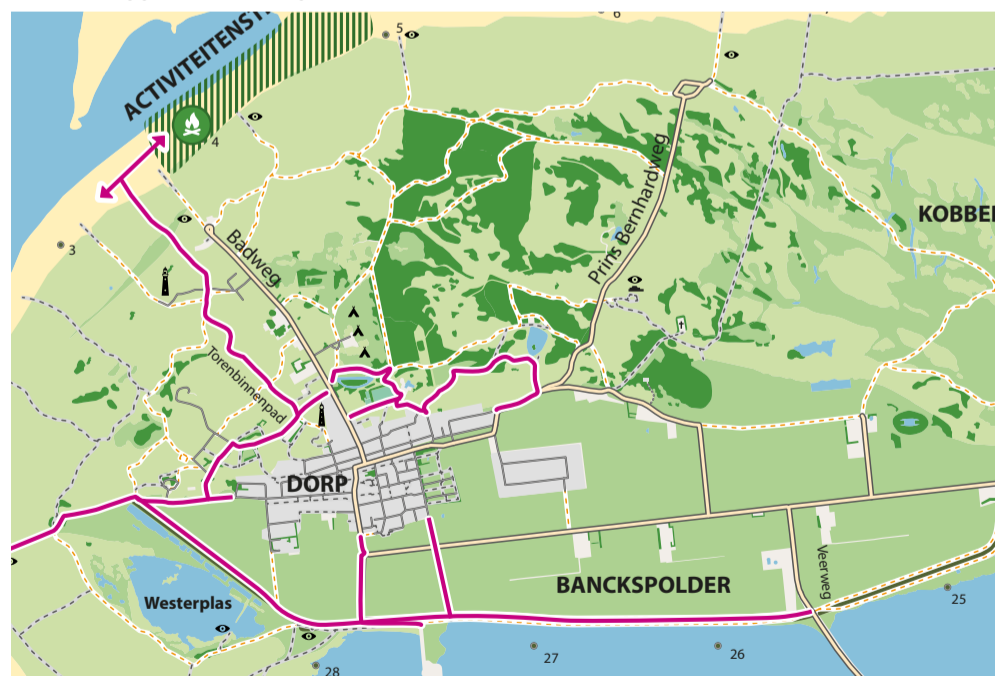 6
5
ACTIVITEITENST
4
3
Badweg
Prins Bernhardweg
KOBBE
Torenbinnenpad
DORP
BANCKSPOLDER
Veerweg
Westerplas
25
27
26
28